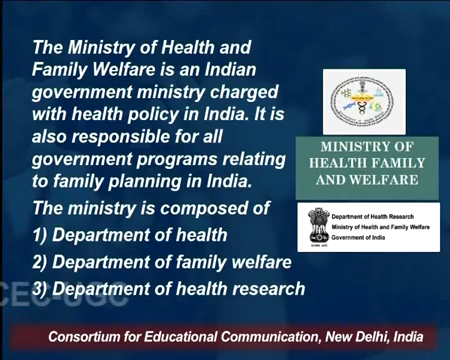 The Ministry of Health and
Family Welfare is an Indian
government ministry charged
with health policy in India. It is
also responsible for all
government programs relating
to family planning in India.
The ministry is composed of
1) Department of health
2) Department of family welfare
3) Department of health research
MINISTRY OF
HEALTH FAMILY
AND WELFARE
Department of Health Research
Ministry of Health and Family Welfare
Government of India
CEC-UGC
Consortium for Educational Communication, New Delhi, India